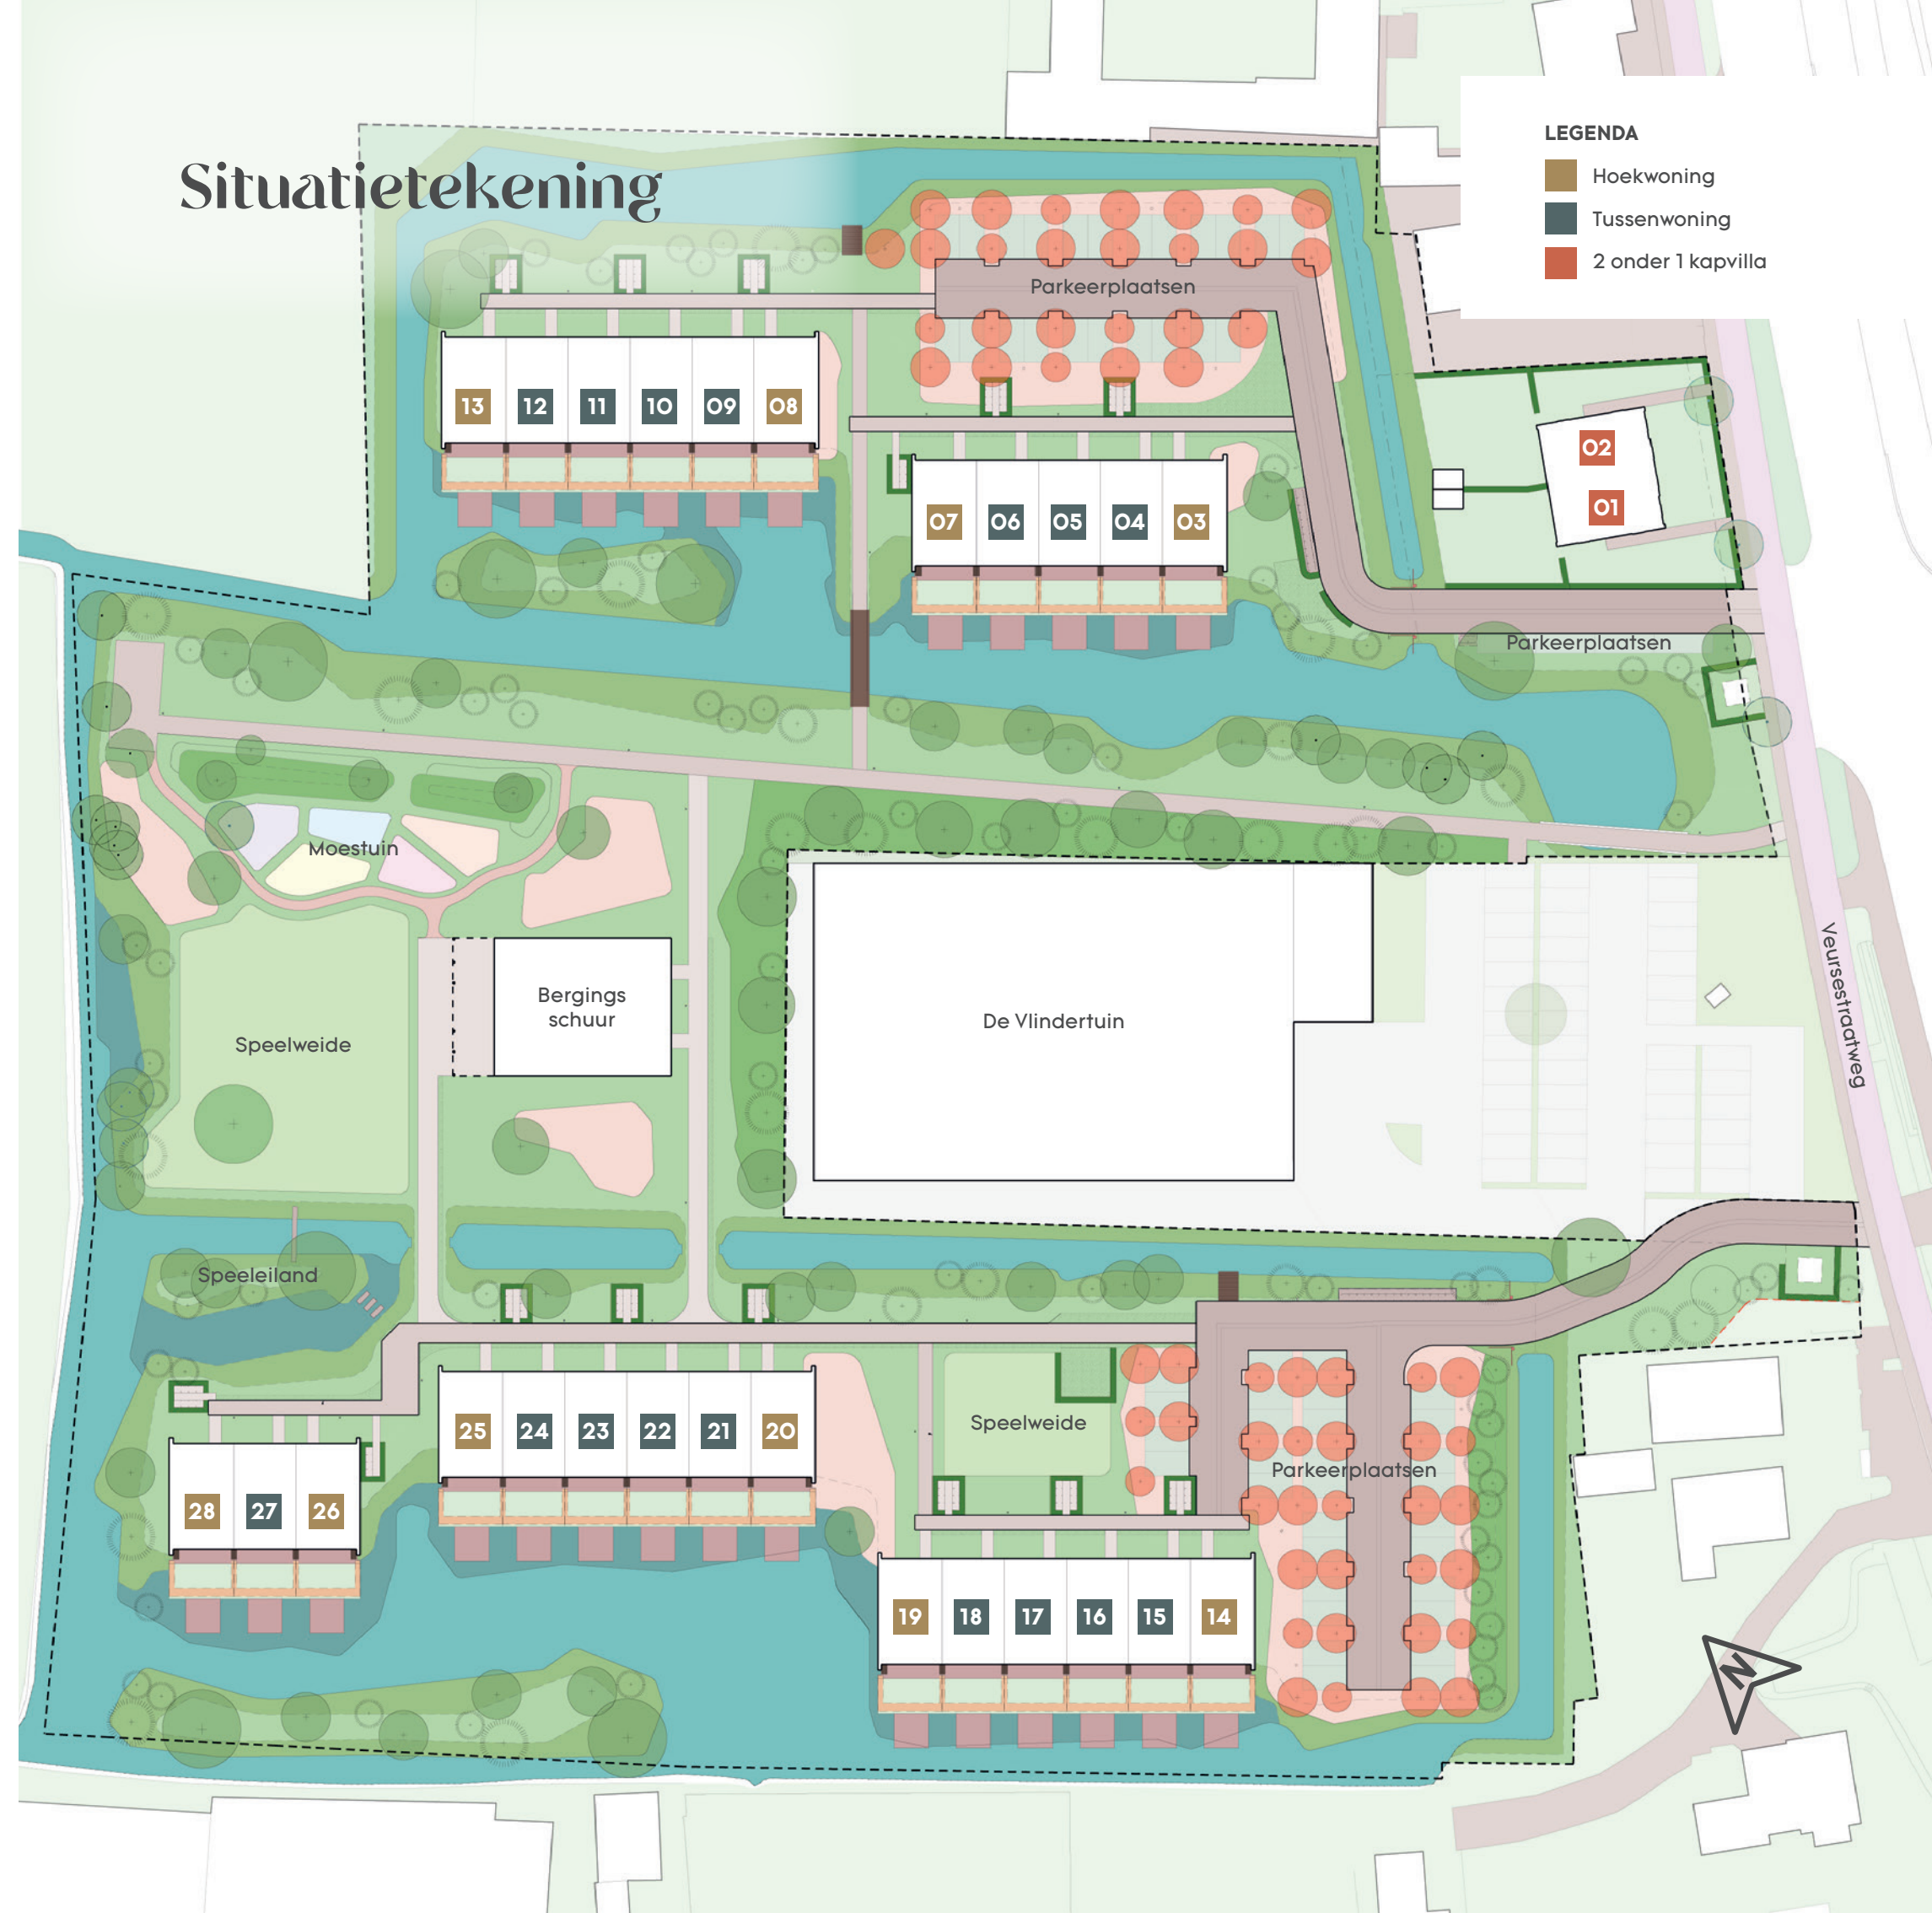 Situatietekening
LEGENDA
Hoekwoning
Tussenwoning
2 onder 1 kapvilla
Parkeerplaatsen
13 12 11 10 09 08
02
01
07 06 05 04 03
Parkeerplaatsen
Moestuin
Bergings
schuur
De Vlindertuin
Speelweide
Veursestraatweg
Speeleiland
Speelweide
25 24 23 22 21 20
Parkeerplaatsen
28 27 26
19 18 17 16 15 14
N